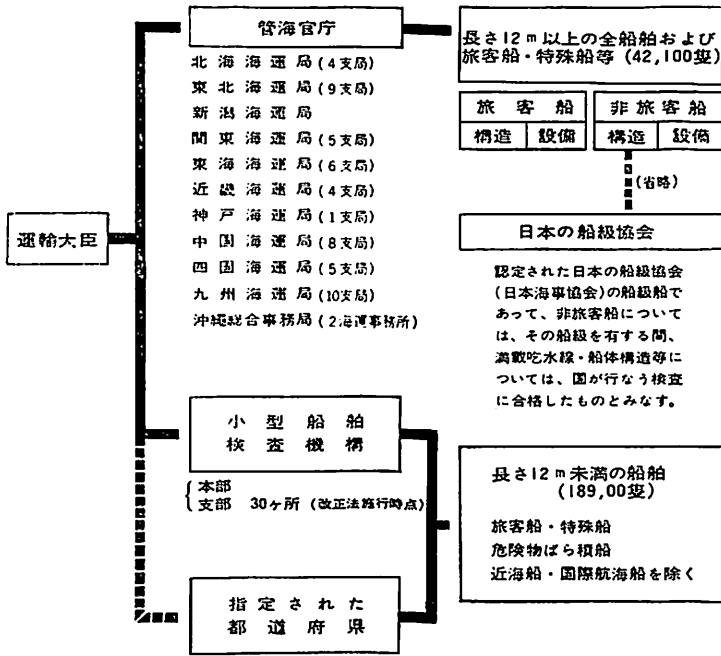 運輸大臣
管海官庁
北海海運局(4支局)
東北海運局(9支局)
新潟海運局
関東海運局(5支局)
東海海運局(6支局)
近畿海運局(4支局)
神戸海運局(1支局)
中国海運局(8支局)
四国海運局(5支局)
九州海運局(10支局)
沖縄総合事務局(2海運事務所)
小型船舶
検査機構
本部
支部 30ヶ所(改正法施行時点)
指定された
都道府県
長さ12m以上の全船舶および
旅客船・特殊船等(42,100隻)
旅客船 非旅客船
構造 設備 構造 設備
(省略)
日本の船級協会
認定された日本の船級協会
(日本海事協会)の船級船で
あって、非旅客船について
は、その船級を有する間、
満載吃水線・船体構造等に
ついては、国が行なう検査
に合格したものとみなす。
長さ12m未満の船舶
(189,00隻)
旅客船・特殊船
危険物ばら積船
近海船・国際航海船を除く